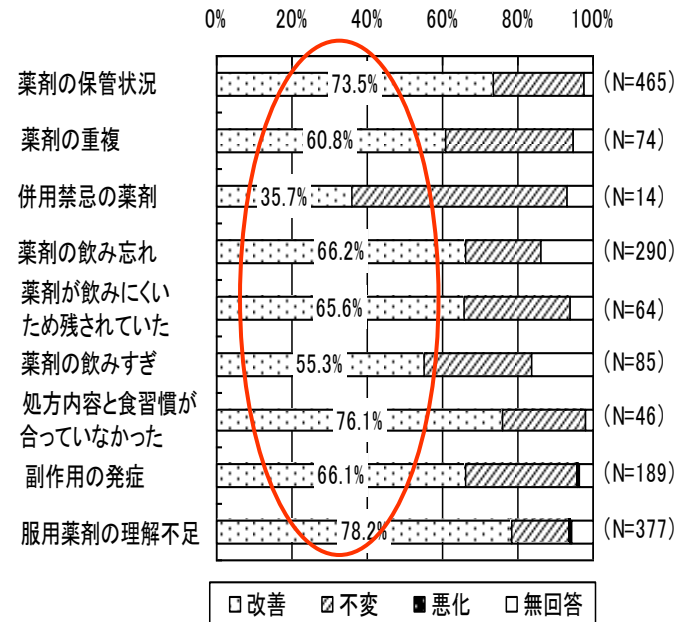 0% 20% 40% 60% 80% 100%
薬剤の保管状況 73.5% (N=465)
薬剤の重複 60.8% (N=74)
併用禁忌の薬剤 35.7% (N=14)
薬剤の飲み忘れ 66.2% (N=290)
薬剤が飲みにくい
ため残されていた 65.6% (N=64)
薬剤の飲みすぎ 55.3% (N=85)
処方内容と食習慣が
合っていなかった 76.1% (N=46)
副作用の発症 66.1% (N=189)
服用薬剤の理解不足 78.2% (N=377)
改善 不変 悪化 無回答